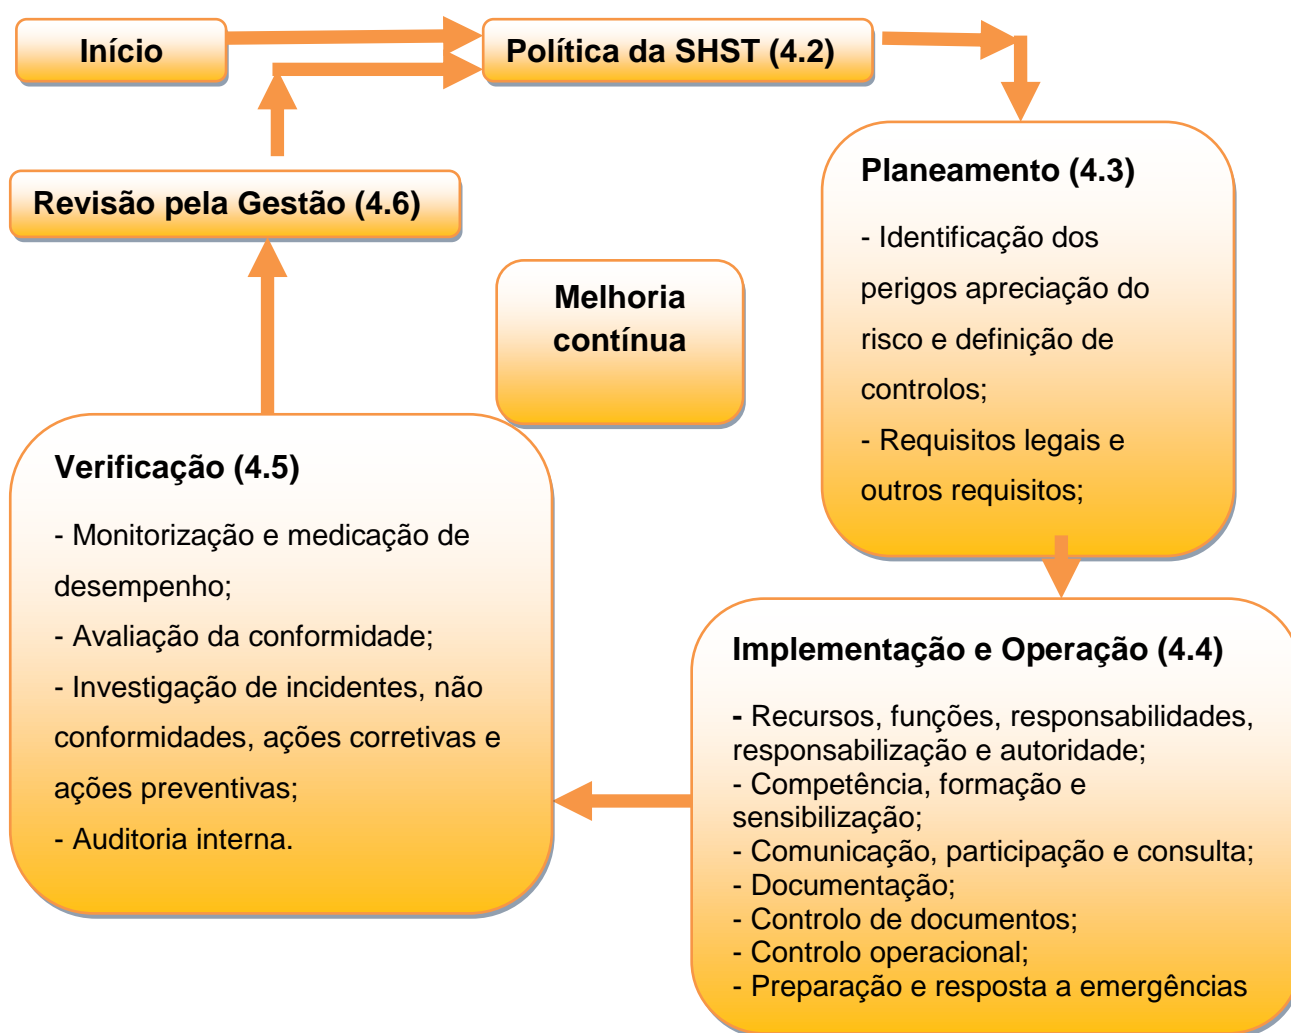 Início
Política da SHST (4.2)
Revisão pela Gestão (4.6)
Planeamento (4.3)
- Identificação dos
perigos apreciação do
risco e definição de
controlos;
- Requisitos legais e
outros requisitos;
Melhoria
contínua
Verificação (4.5)
- Monitorização e medicação de
desempenho;
- Avaliação da conformidade;
- Investigação de incidentes, não
conformidades, ações corretivas e
ações preventivas;
- Auditoria interna.
Implementação e Operação (4.4)
- Recursos, funções, responsabilidades,
responsabilização e autoridade;
- Competência, formação e
sensibilização;
- Comunicação, participação e consulta;
- Documentação;
- Controlo de documentos;
- Controlo operacional;
- Preparação e resposta a emergências